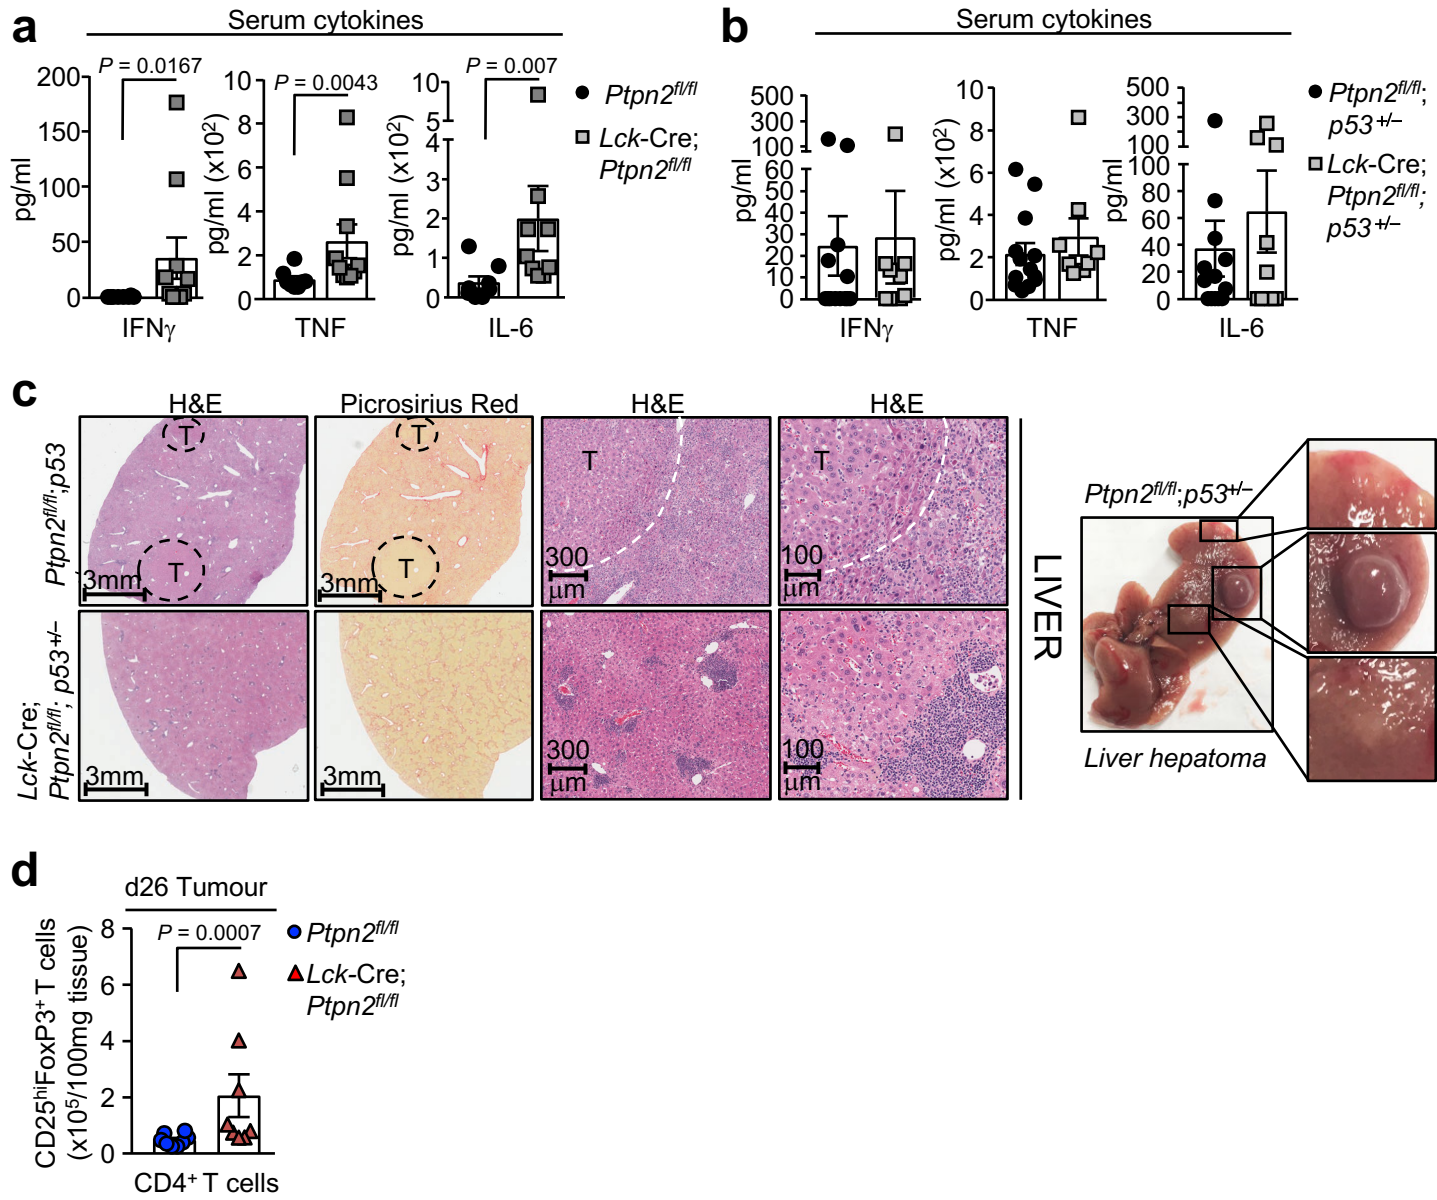 a
Serum cytokines
P = 0.0167
200
150
100
50
0
pg/ml
IFNγ
P = 0.0043
10
8
6
4
2
0
pg/ml (x10²)
TNF
P = 0.007
10
5
4
3
2
1
0
pg/ml (x10²)
IL-6
Ptpn2fl/fl
Lck-Cre;
Ptpn2fl/fl
b
Serum cytokines
500
300
100
60
50
40
30
20
10
0
pg/ml
IFNγ
10
8
6
4
2
0
pg/ml (x10²)
TNF
500
300
100
100
80
60
40
20
0
pg/ml
IL-6
Ptpn2fl/fl;
p53+/–
Lck-Cre;
Ptpn2fl/fl;
p53+/–
c
H&E
Picrosirius Red
H&E
H&E
Ptpn2fl/fl;p53
T
T
3mm
T
T
3mm
T
300
μm
T
100
μm
Lck-Cre;
Ptpn2fl/fl; p53+/–
3mm
3mm
300
μm
100
μm
LIVER
Ptpn2fl/fl;p53+/–
Liver hepatoma
d
d26 Tumour
P = 0.0007
8
6
4
2
0
CD25hiFoxP3+ T cells
(x10⁵/100mg tissue)
CD4+ T cells
Ptpn2fl/fl
Lck-Cre;
Ptpn2fl/fl